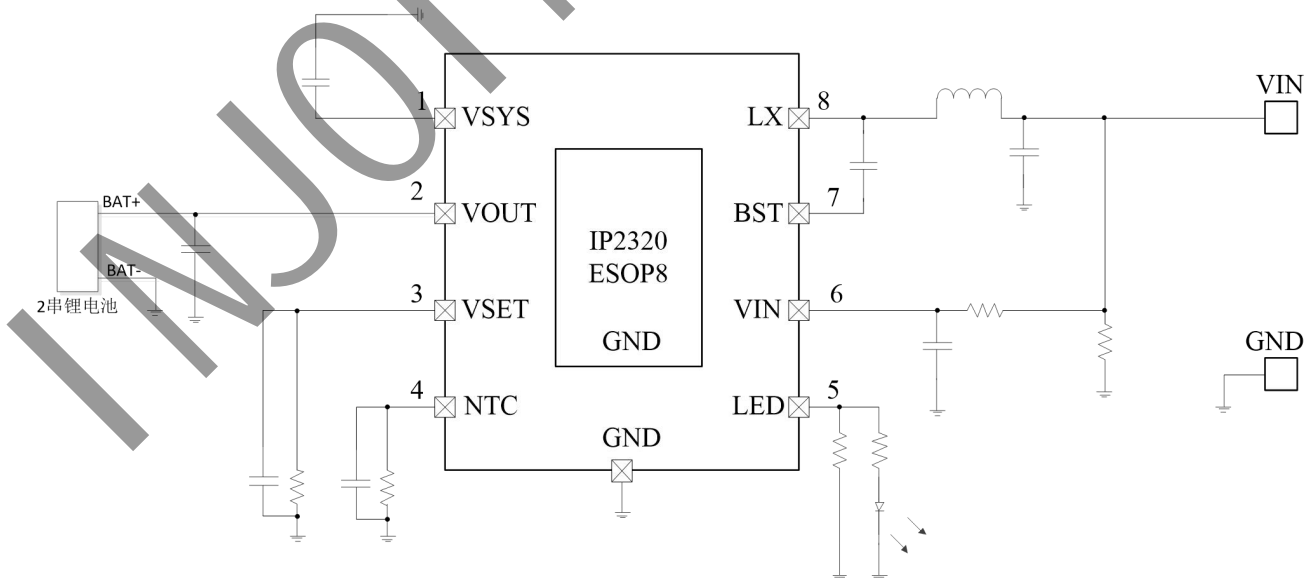 INJOI
VIN
1
VSYS
LX
8
2
VOUT
BST
7
BAT+
IP2320
ESOP8
BAT-
2串锂电池
3
VSET
VIN
6
GND
GND
4
NTC
LED
5
GND